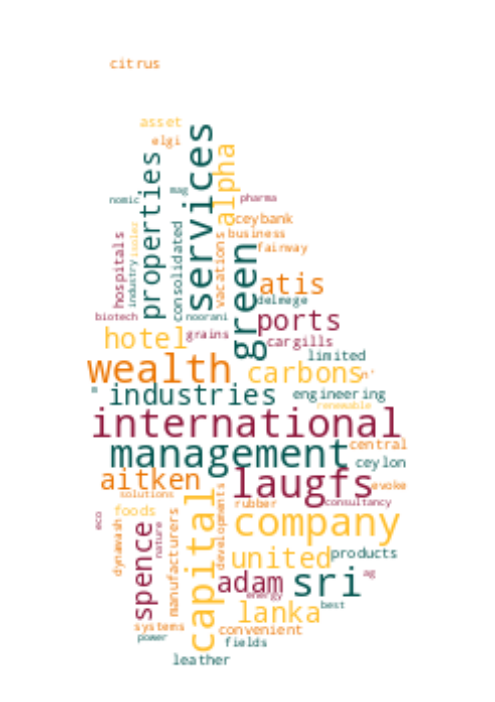 citrus
asset
elgi
services
alpha
properties
mag
nomic
pharma
ceybank
business
fairway
hospitals
industry
consolidated
vacations
green
atis
delmege
biotech
noorani
ports
hotel
grains
cargills
limited
wealth
carbons
n'
industries
engineering
renewable
international
management
central
ceylon
aitken
laugfs
evoke
solutions
capital
developments
rubber
consultancy
eco
dynawash
foods
spence
nature
manufacturers
company
united
products
adam
energy
sri
ag
lanka
best
systems
power
convenient
fields
leather